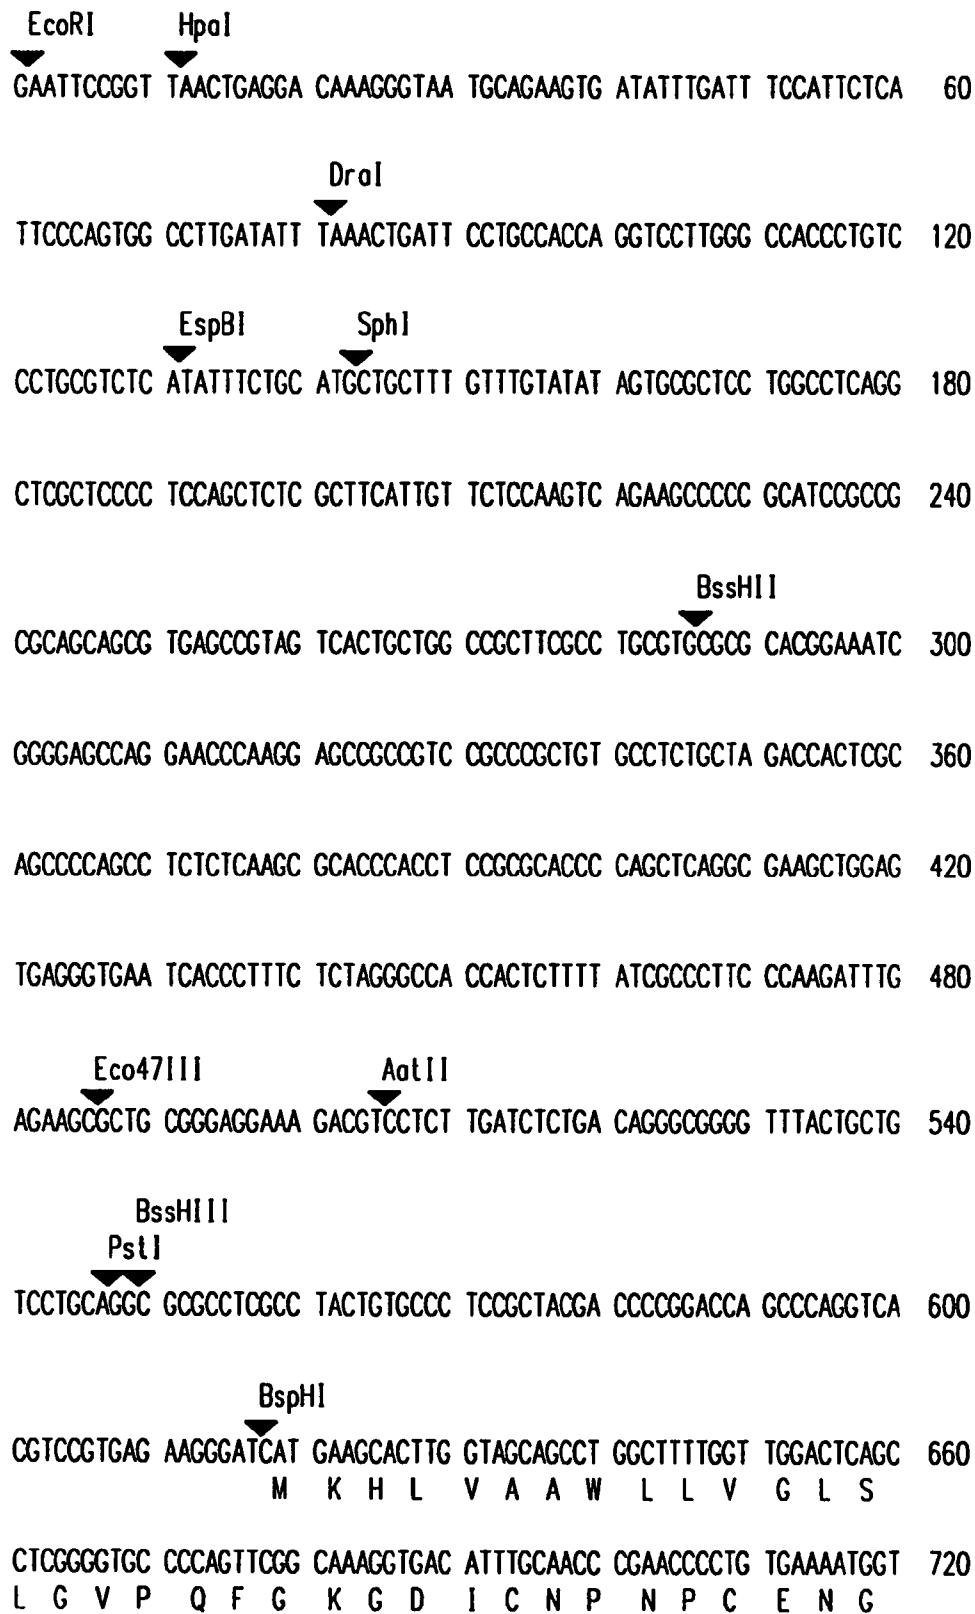 EcoRI HpaI
GAATTCCGGT TAACTGAGGA CAAAGGGTAA TGCAGAAGTG ATATTTGATT TCCATTCTCA 60
DraI
TTCCCAGTGG CCTTGATATT TAAACTGATT CCTGCCACCA GGTCCTTGGG CCACCCTGTC 120
EspBI SphI
CCTGCGTCTC ATATTTCTGC ATGCTGCTTT GTTTGTATAT AGTGCGCTCC TGGCCTCAGG 180
CTCGCTCCCC TCCAGCTCTC GCTTCATTGT TCTCCAAGTC AGAAGCCCCC GCATCCGCCG 240
BssHII
CGCAGCAGCG TGAGCCGTAG TCACTGCTGG CCGCTTCGCC TGCGTGCGCG CACGGAAATC 300
GGGGAGCCAG GAACCCAAGG AGCCGCCGTC CGCCCGCTGT GCCTCTGCTA GACCACTCGC 360
AGCCCCAGCC TCTCTCAAGC GCACCCACCT CCGCGCACCC CAGCTCAGGC GAAGCTGGAG 420
TGAGGGTGAA TCACCCTTTC TCTAGGGCCA CCACTCTTTT ATCGCCCTTC CCAAGATTTG 480
Eco47III AatII
AGAAGCGCTG CGGGAGGAAA GACGTCCTCT TGATCTCTGA CAGGGCGGGG TTTACTGCTG 540
BssHIII
PstI
TCCTGCAGGC GCGCCTCGCC TACTGTGCCC TCCGCTACGA CCCCGGACCA GCCCAGGTCA 600
BspHI
CGTCCGTGAG AAGGGATCAT GAAGCACTTG GTAGCAGCCT GGCTTTTGGT TGGACTCAGC 660
M K H L V A A W L L V G L S
CTCGGGGTGC CCCAGTTCGG CAAAGGTGAC ATTTGCAACC CGAACCCCTG TGAAAATGGT 720
L G V P Q F G K G D I C N P N P C E N G